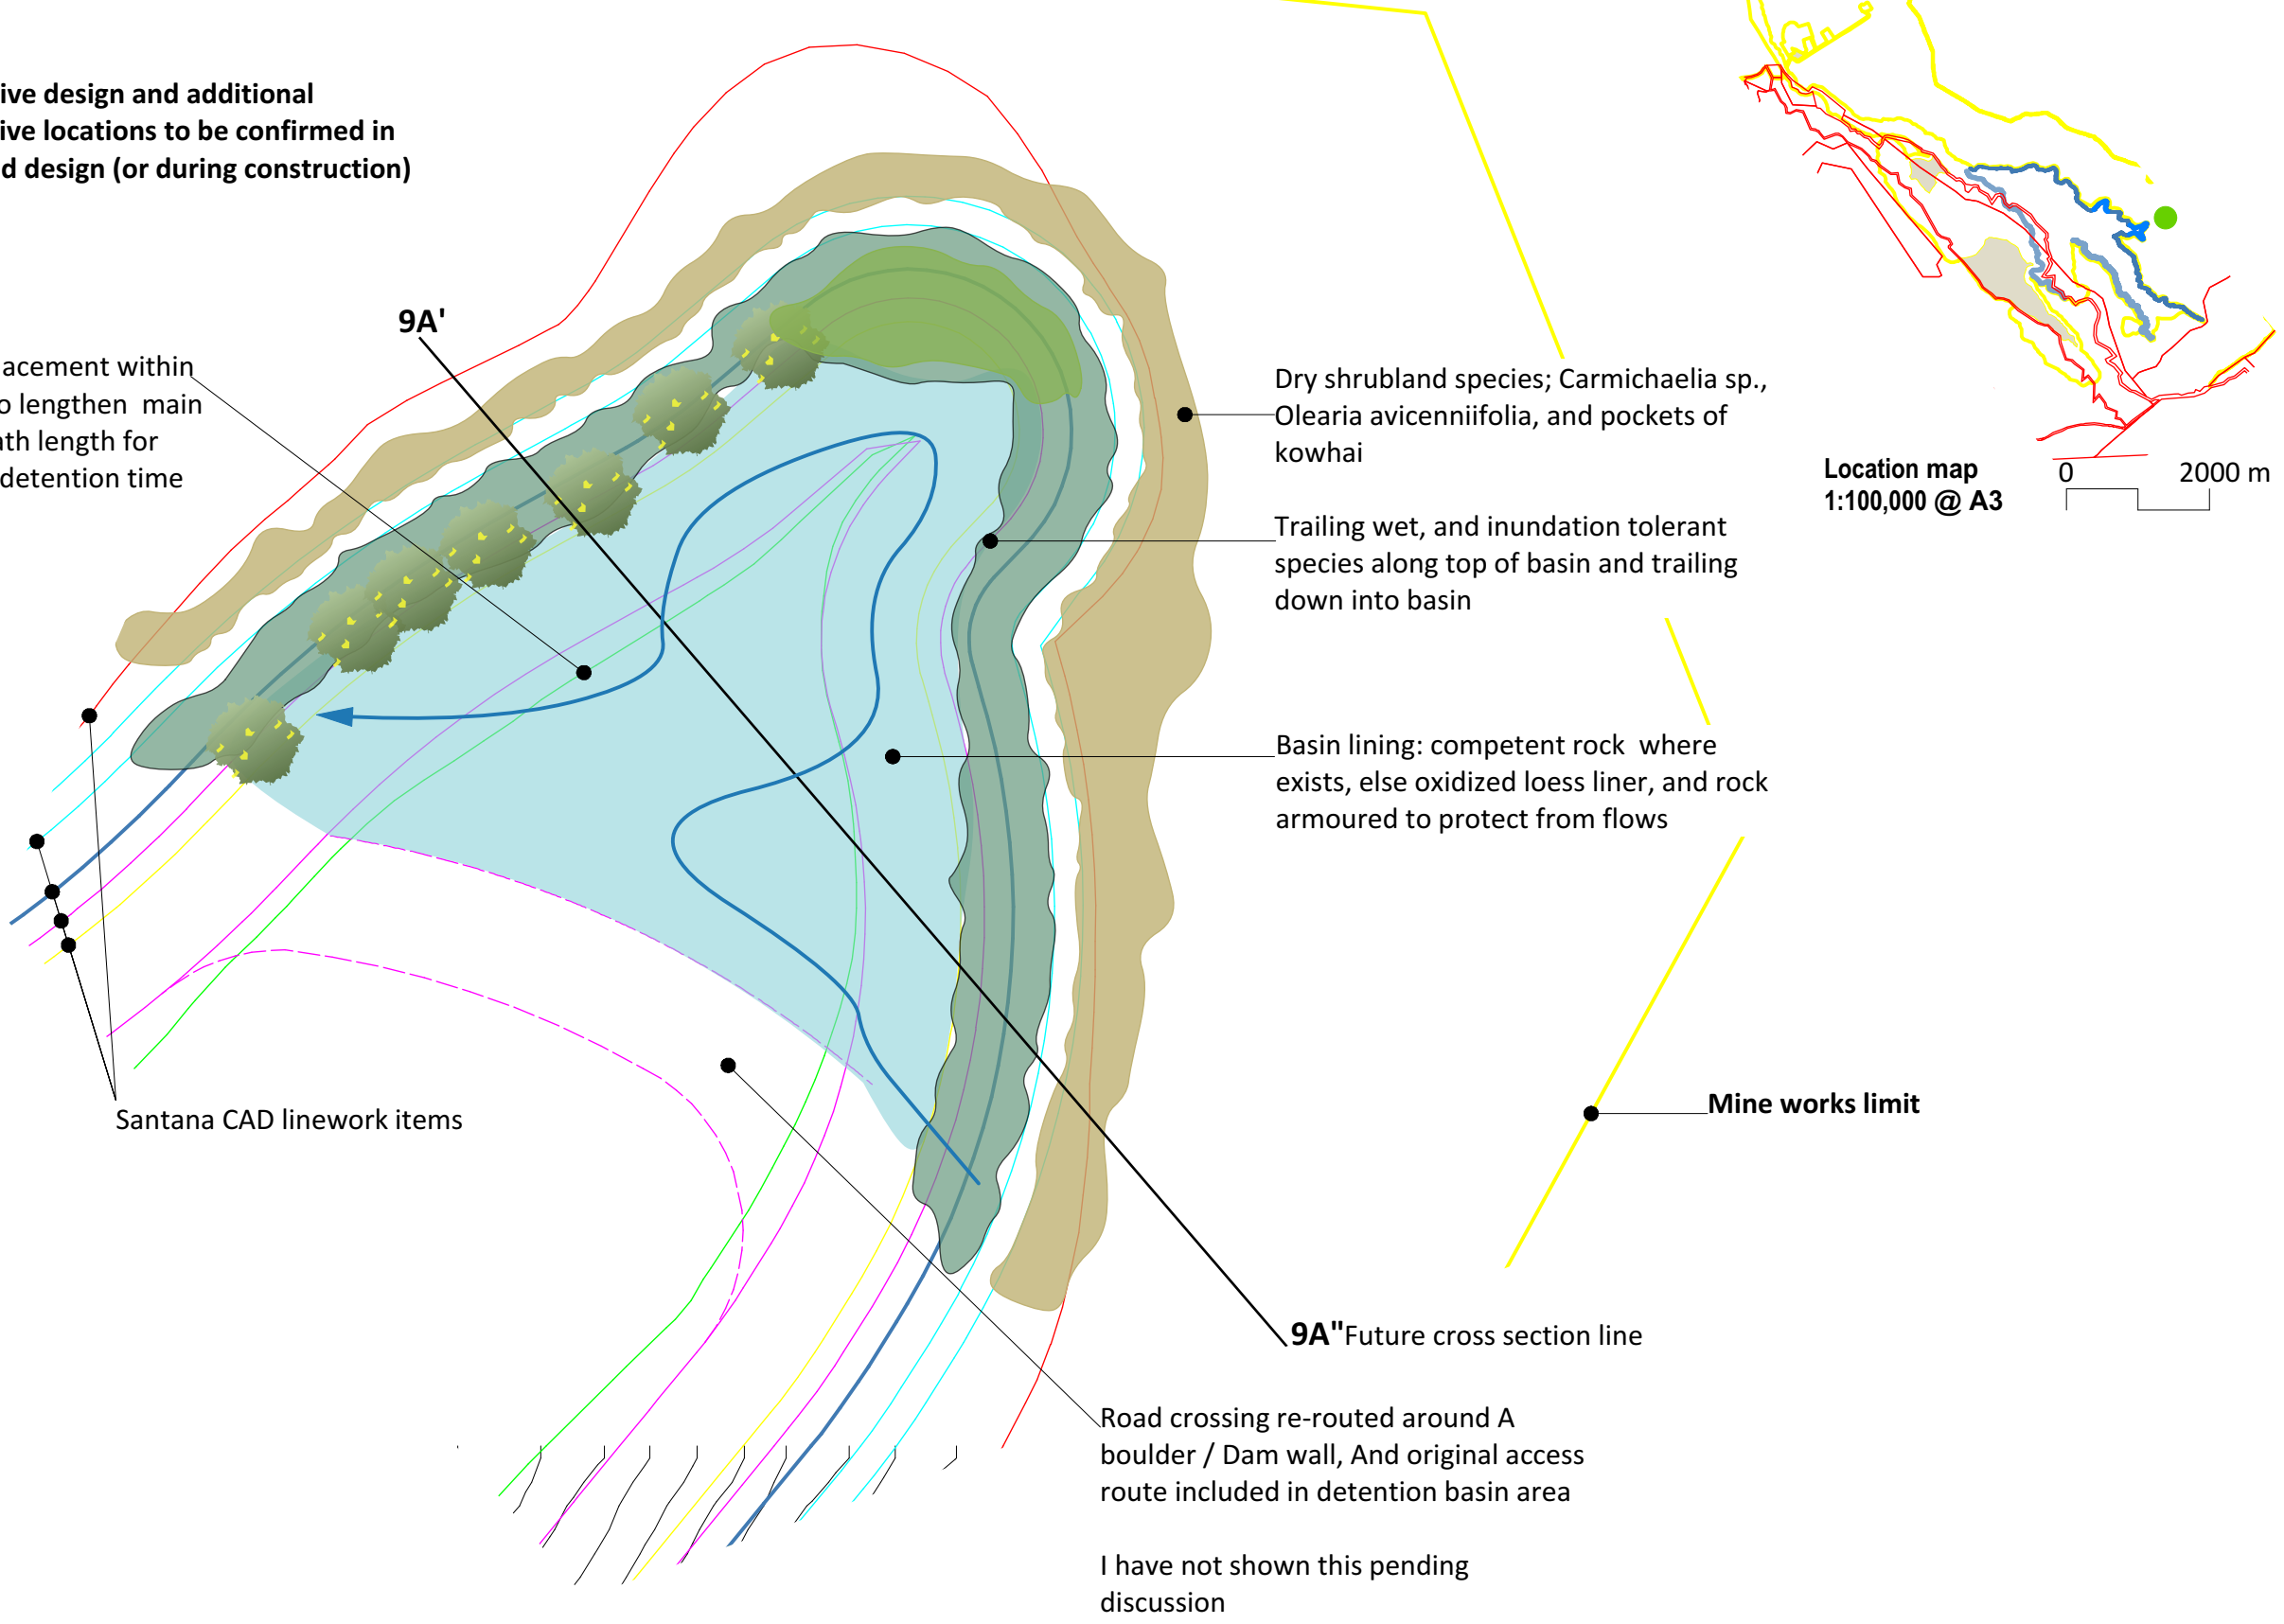 ive design and additional
ive locations to be confirmed in
d design (or during construction)
9A'
acement within
o lengthen main
ath length for
detention time
Dry shrubland species; Carmichaelia sp.,
Olearia avicenniifolia, and pockets of
kowhai
Location map
1:100,000 @ A3
0 2000 m
Trailing wet, and inundation tolerant
species along top of basin and trailing
down into basin
Basin lining: competent rock where
exists, else oxidized loess liner, and rock
armoured to protect from flows
Santana CAD linework items
Mine works limit
9A"Future cross section line
Road crossing re-routed around A
boulder / Dam wall, And original access
route included in detention basin area
I have not shown this pending
discussion